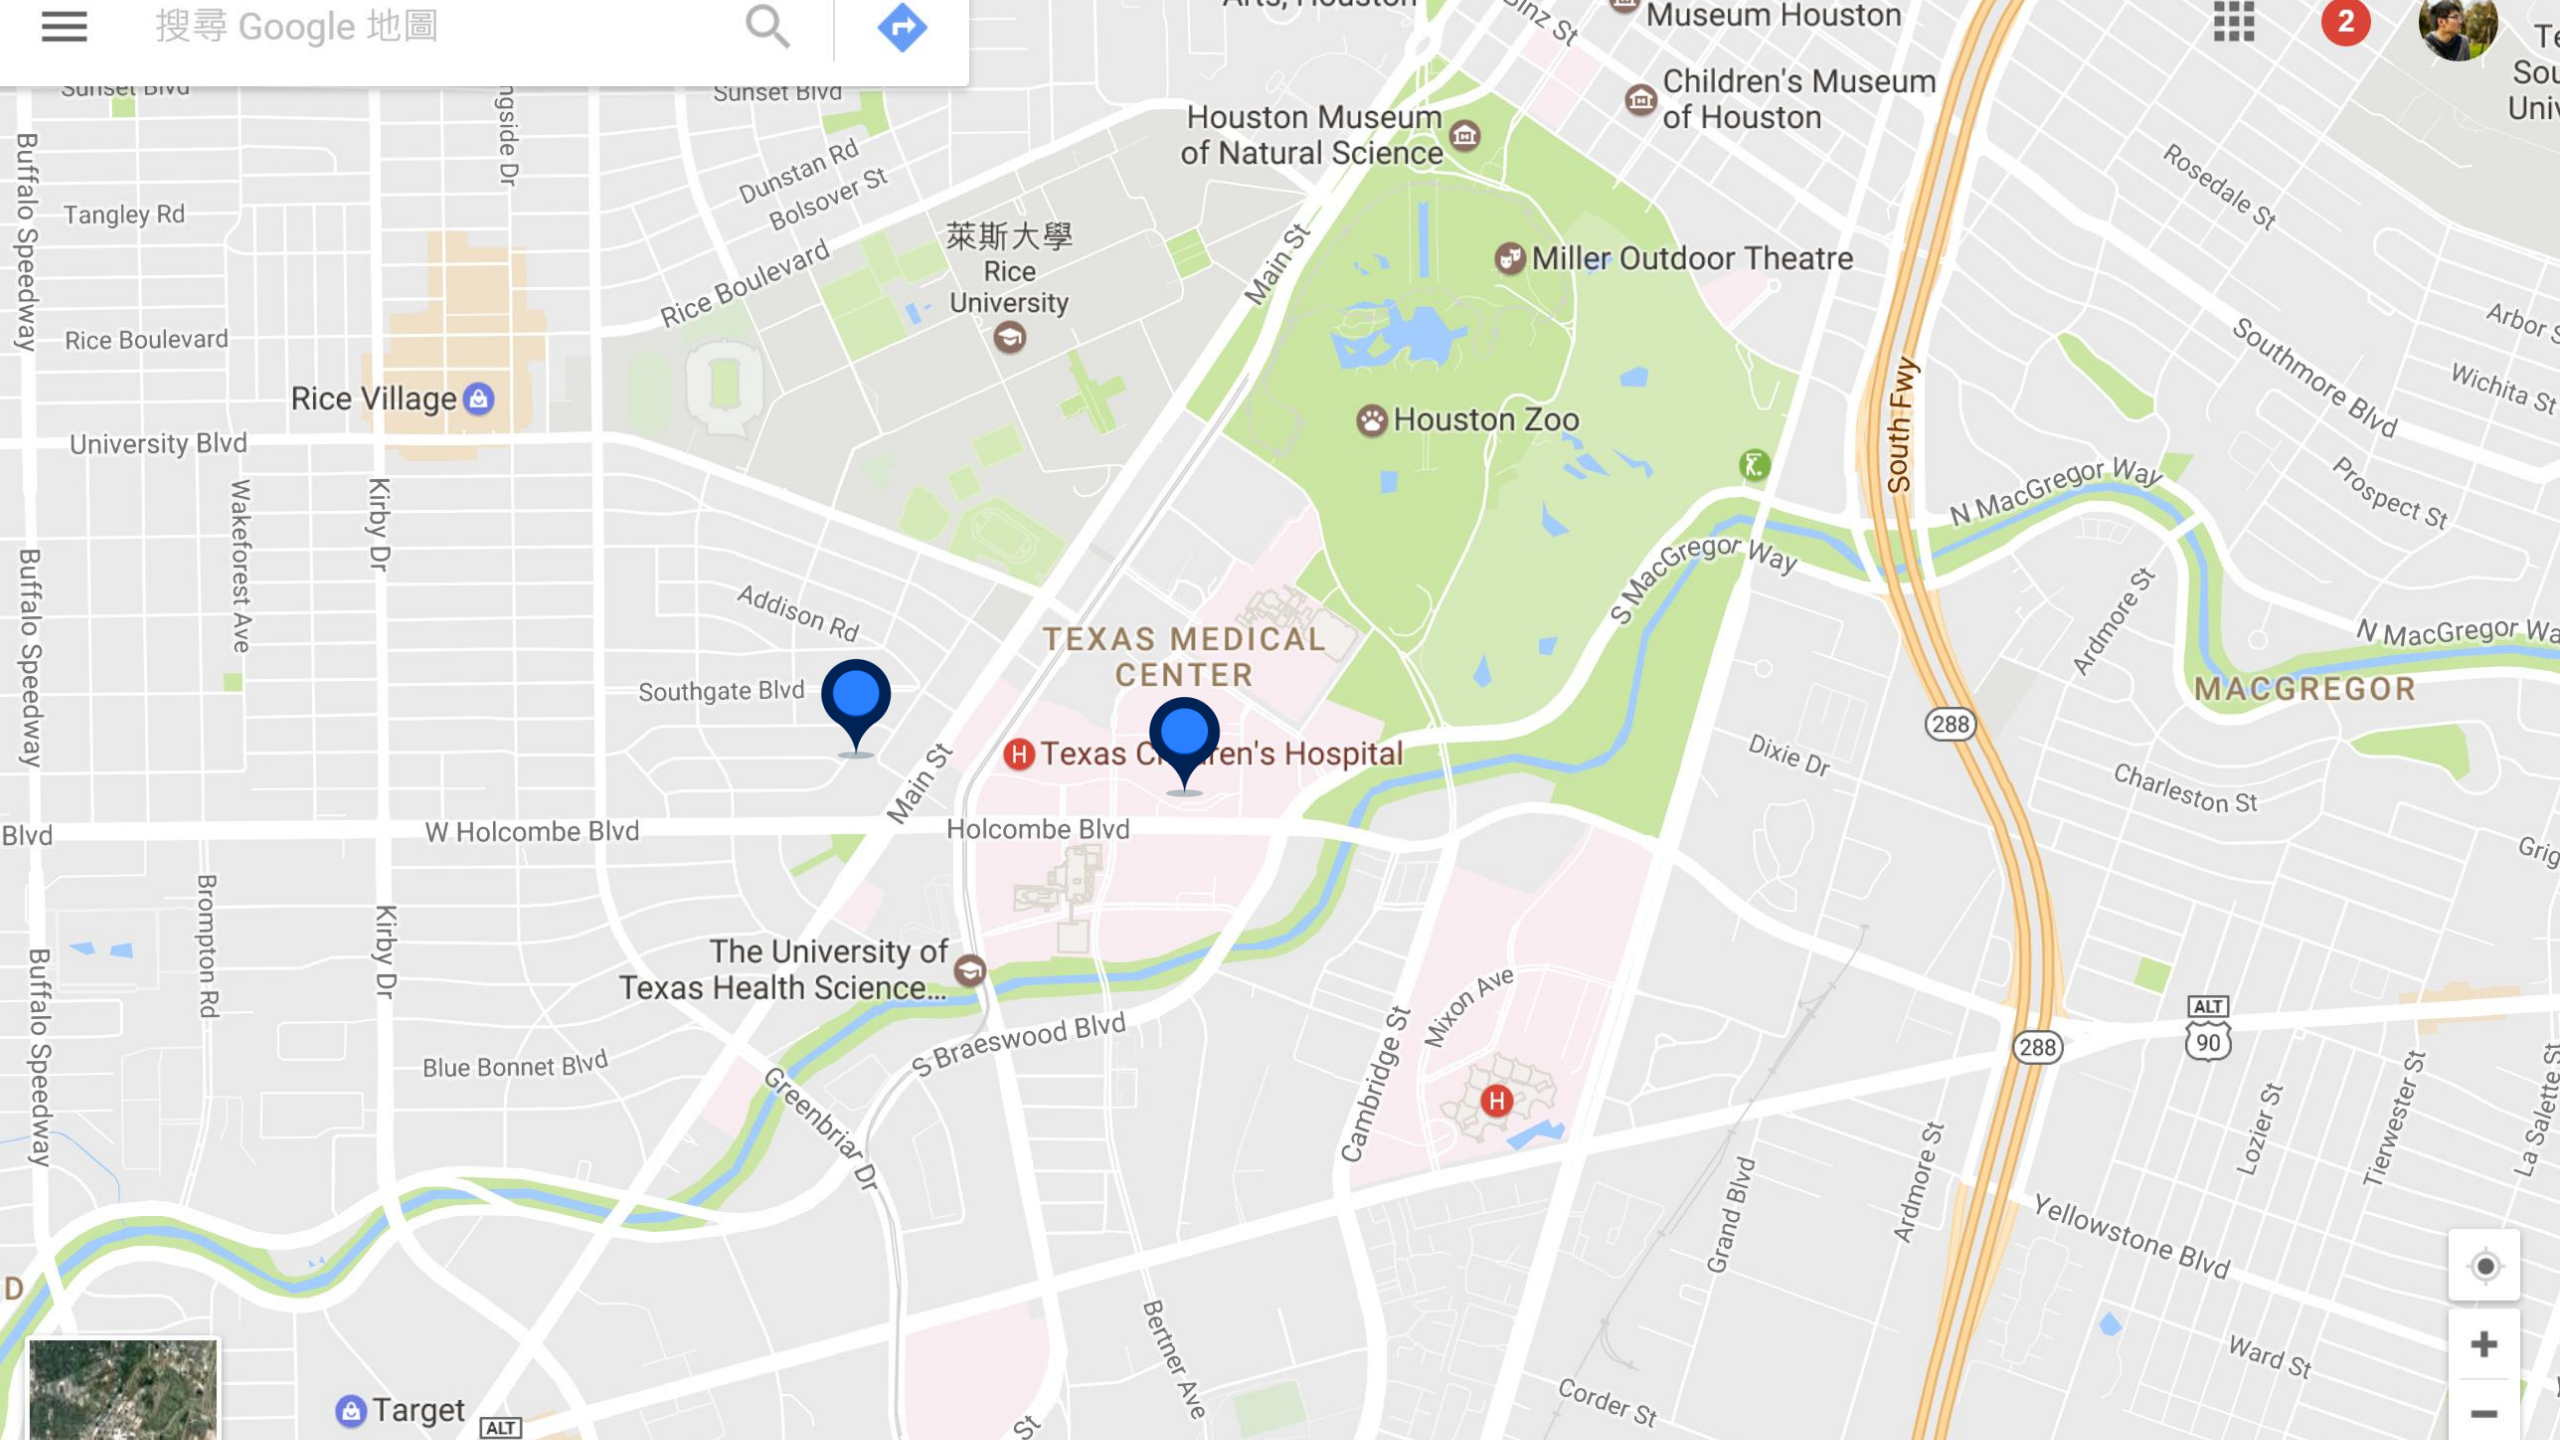 搜尋 Google 地圖
Museum Houston
Binz St
2
Children's Museum
of Houston
Sunset Blvd
Sunset Blvd
Houston Museum
of Natural Science
Buffalo Speedway
Dunstan Rd
Bolsover St
Tangley Rd
Rosedale St
萊斯大學
Rice
University
Main St
Miller Outdoor Theatre
Rice Boulevard
Rice Boulevard
Arbor S
Southmore Blvd
Wichita St
Rice Village
Houston Zoo
South Fwy
University Blvd
N MacGregor Way
Prospect St
Kirby Dr
Wakeforest Ave
Buffalo Speedway
S MacGregor Way
Addison Rd
Ardmore St
N MacGregor Wa
TEXAS MEDICAL
CENTER
Southgate Blvd
MACGREGOR
288
Texas C ren's Hospital
Main St
Dixie Dr
Charleston St
Blvd
W Holcombe Blvd
Holcombe Blvd
Grig
Brompton Rd
Kirby Dr
Buffalo Speedway
The University of
Texas Health Science...
Mixon Ave
Cambridge St
ALT
90
288
S Braeswood Blvd
Blue Bonnet Blvd
Greenbriar Dr
H
H
Lozier St
Tierwester St
La Salette St
Ardmore St
Grand Blvd
Yellowstone Blvd
D
Bertner Ave
Ward St
Corder St
Target
ALT
St